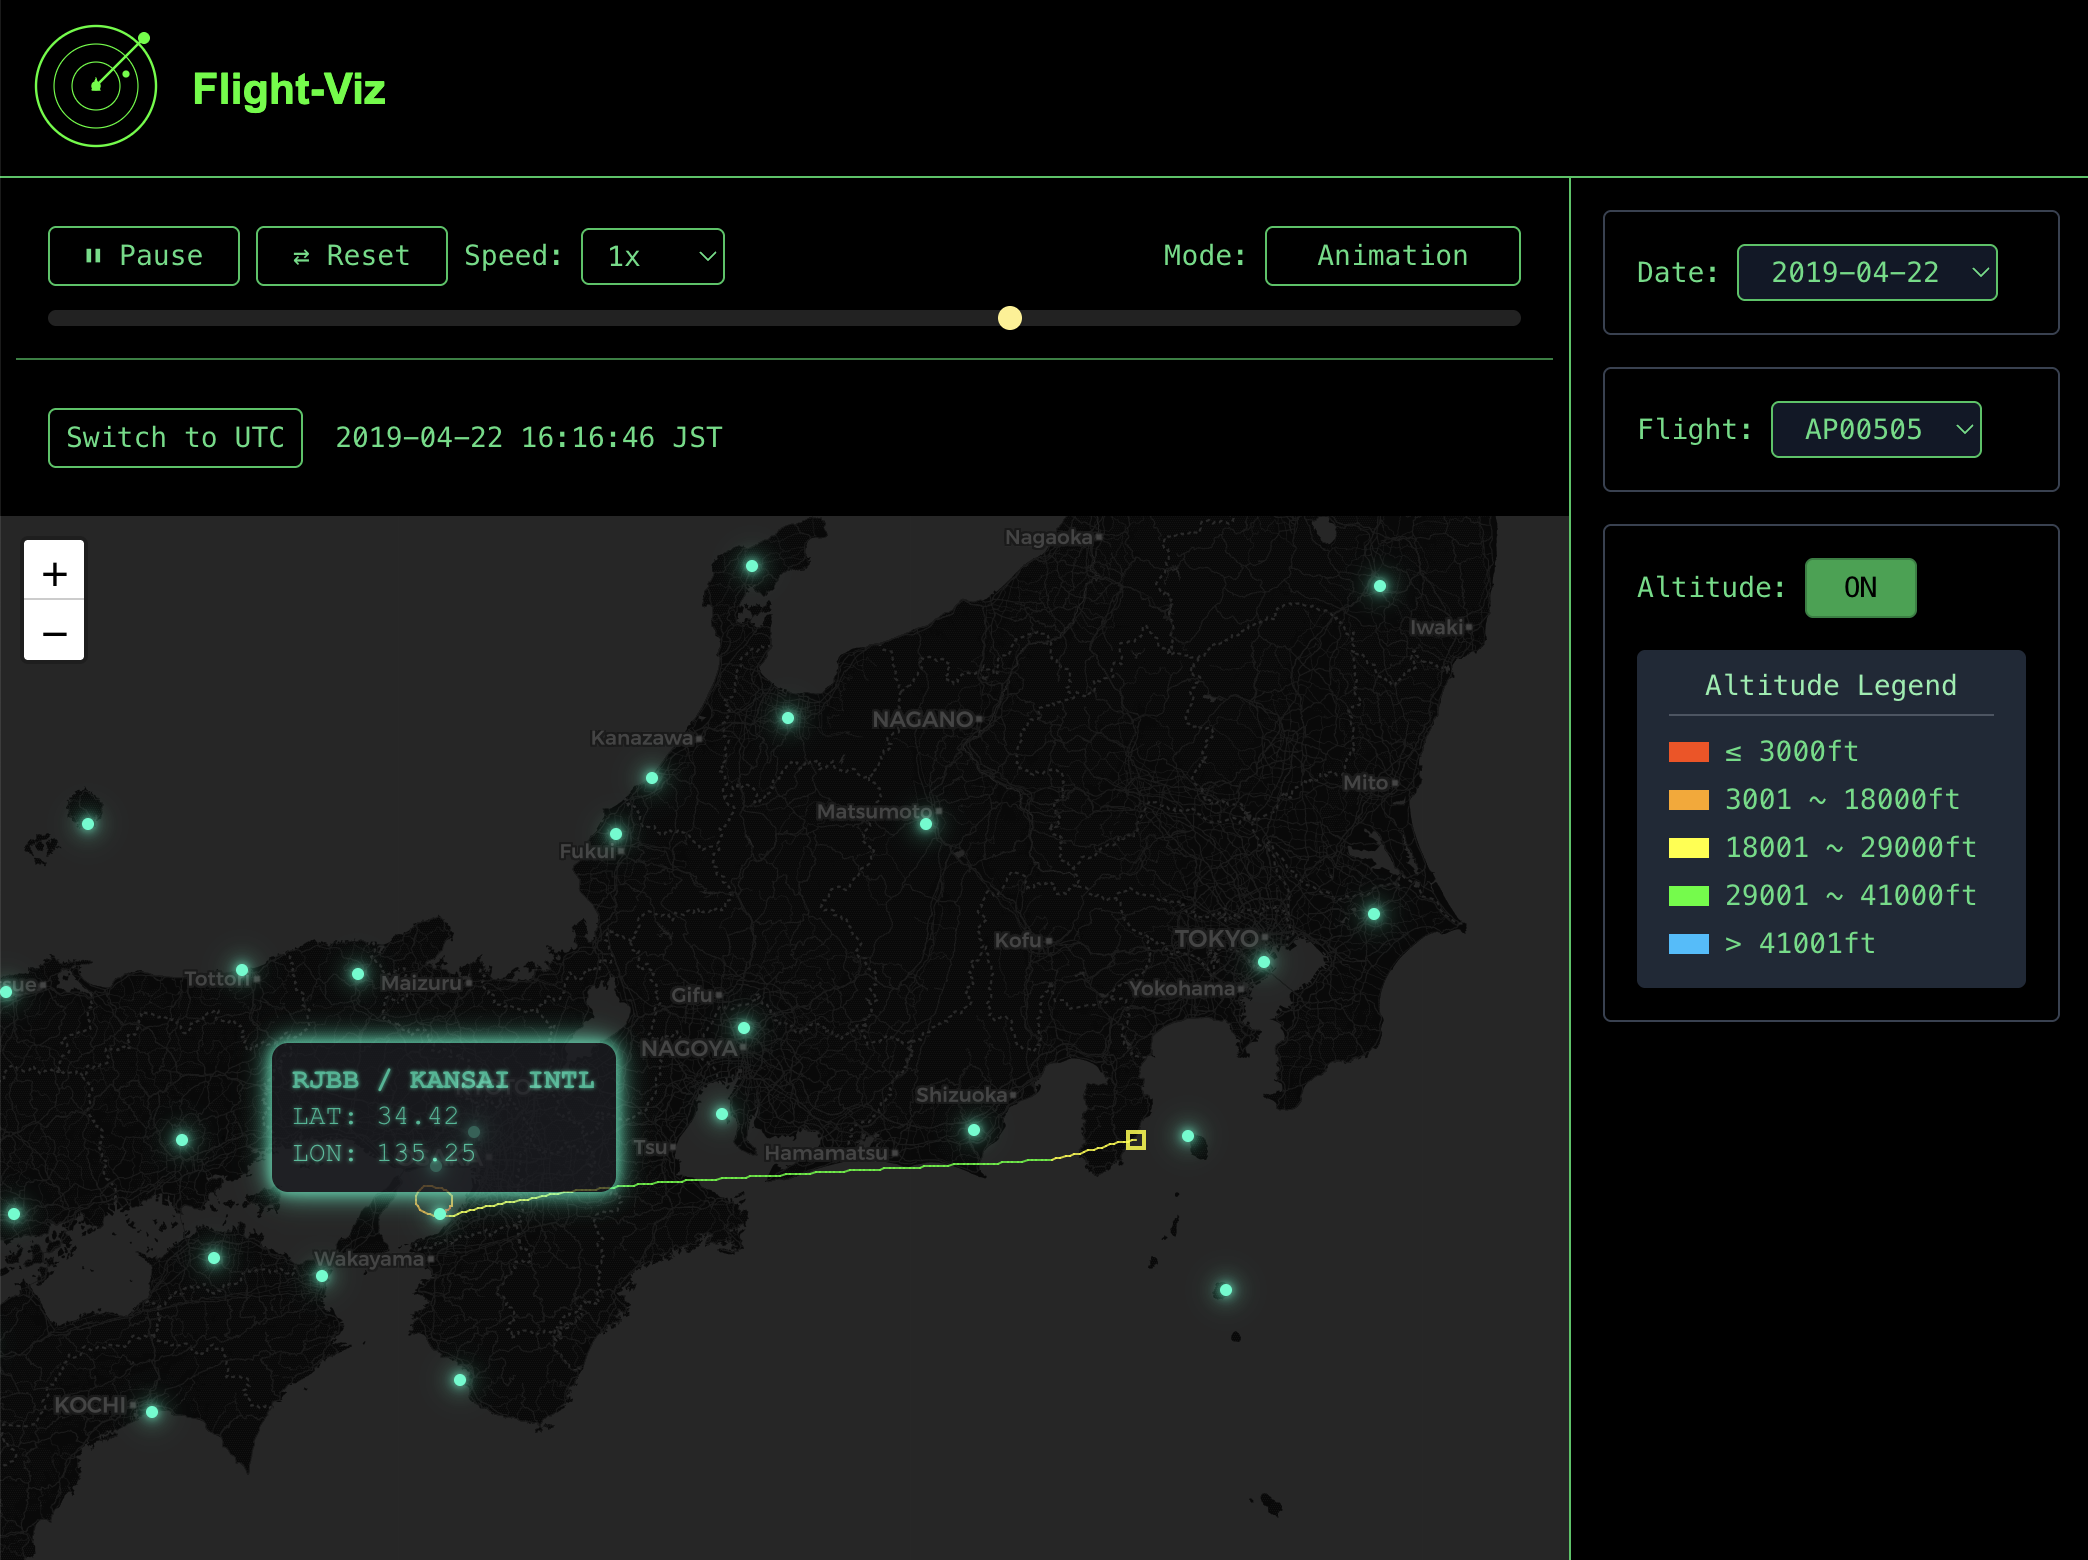 Flight-Viz
Pause
⇄ Reset
Speed:
1x
Mode:
Animation
Date:
2019-04-22
Flight:
AP00505
Switch to UTC
2019-04-22 16:16:46 JST
Altitude:
ON
Altitude Legend
≤ 3000ft
3001 ~ 18000ft
18001 ~ 29000ft
29001 ~ 41000ft
> 41001ft
+
−
Nagaoka
Iwaki
NAGANO
Kanazawa
Mito
Matsumoto
Fukui
TOKYO
Kofu
Tottori
Maizuru
sue
Yokohama
Gifu
NAGOYA
RJBB / KANSAI INTL
LAT: 34.42
LON: 135.25
Shizuoka
Tsu
Hamamatsu
Wakayama
KOCHI